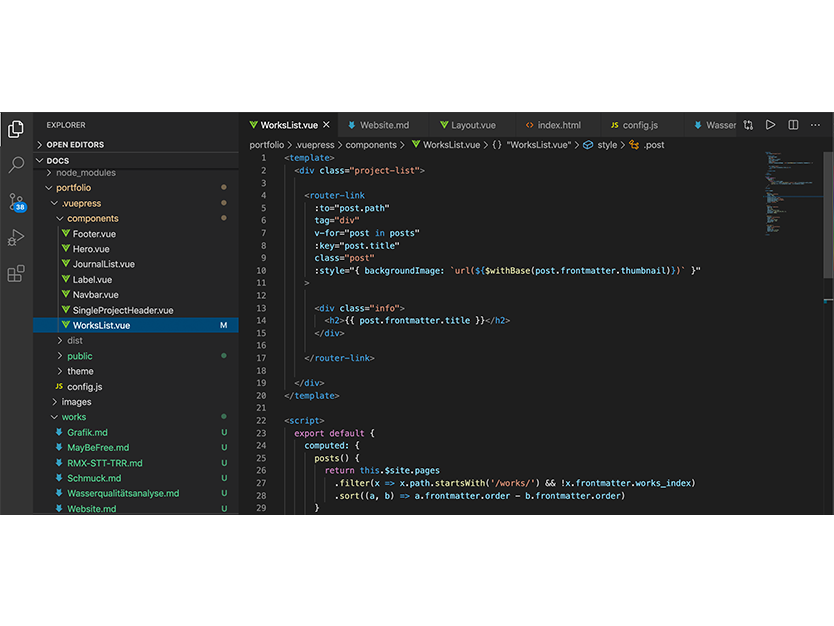 EXPLORER
OPEN EDITORS
DOCS
node_modules
portfolio
.vuepress
components
Footer.vue
Hero.vue
JournalList.vue
Label.vue
Navbar.vue
SingleProjectHeader.vue
WorksList.vue M
dist
public
theme
JS config.js
images
works
Grafik.md U
MayBeFree.md U
RMX-STT-TRR.md U
Schmuck.md U
Wasserqualitätsanalyse.md U
Website.md U
38
WorksList.vue Website.md Layout.vue index.html JS config.js Wasser
portfolio > .vuepress > components > WorksList.vue > {} "WorksList.vue" > style > .post
1 <template>
2 <div class="project-list">
3
4 <router-link
5 :to="post.path"
6 tag="div"
7 v-for="post in posts"
8 :key="post.title"
9 class="post"
10 :style="{ backgroundImage: `url(${$withBase(post.frontmatter.thumbnail)})` }"
11 >
12
13 <div class="info">
14 <h2>{{ post.frontmatter.title }}</h2>
15 </div>
16
17 </router-link>
18
19 </div>
20 </template>
21
22 <script>
23 export default {
24 computed: {
25 posts() {
26 return this.$site.pages
27 .filter(x => x.path.startsWith('/works/') && !x.frontmatter.works_index)
28 .sort((a, b) => a.frontmatter.order - b.frontmatter.order)
29 }